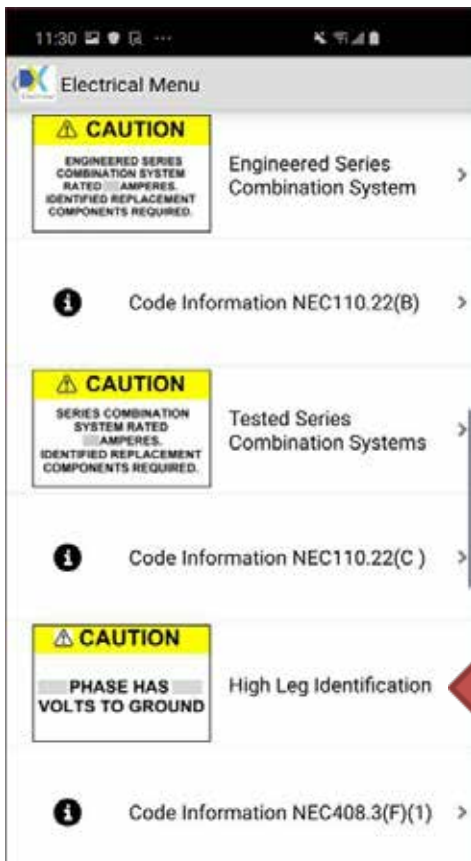 11:30
Electrical Menu
⚠ CAUTION
ENGINEERED SERIES
COMBINATION SYSTEM
RATED AMPERES.
IDENTIFIED REPLACEMENT
COMPONENTS REQUIRED.
Engineered Series
Combination System
Code Information NEC110.22(B)
⚠ CAUTION
SERIES COMBINATION
SYSTEM RATED
AMPERES.
IDENTIFIED REPLACEMENT
COMPONENTS REQUIRED.
Tested Series
Combination Systems
Code Information NEC110.22(C )
⚠ CAUTION
PHASE HAS
VOLTS TO GROUND
High Leg Identification
Code Information NEC408.3(F)(1)